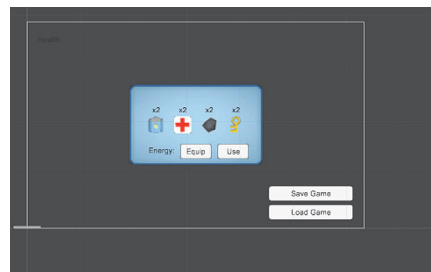 Health:
x2 x2 x2 x2
Energy: Equip Use
Save Game
Load Game